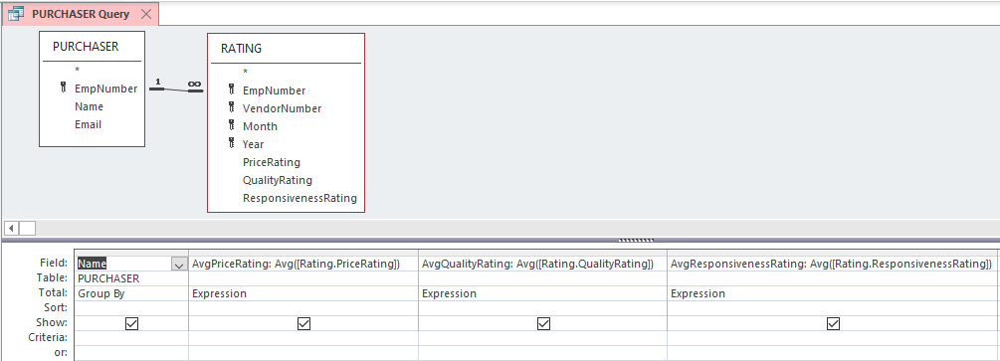 PURCHASER Query
PURCHASER
*
EmpNumber
Name
Email
1
∞
RATING
*
EmpNumber
VendorNumber
Month
Year
PriceRating
QualityRating
ResponsivenessRating
Field: Name AvgPriceRating: Avg([Rating.PriceRating]) AvgQualityRating: Avg([Rating.QualityRating]) AvgResponsivenessRating: Avg([Rating.ResponsivenessRating])
Table: PURCHASER
Total: Group By Expression Expression Expression
Sort:
Show:
Criteria:
or: